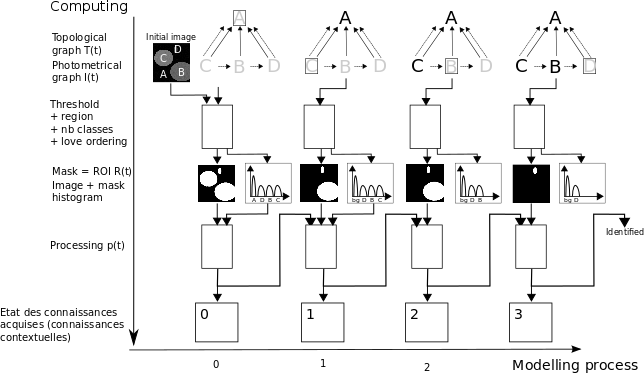 Computing
Topological
graph T(t)
Photometrical
graph I(t)
Initial image
D
C
B
A
A
C B D
A
C B D
A
C B D
A
C B D
Threshold
+ region
+ nb classes
+ love ordering
Mask = ROI R(t)
Image + mask
histogram
A D B C
bg D B C
bg D B
bg D
Processing p(t)
Identified
Etat des connaissances
acquises (connaissances
contextuelles)
0
1
2
3
0
1
2
Modelling process